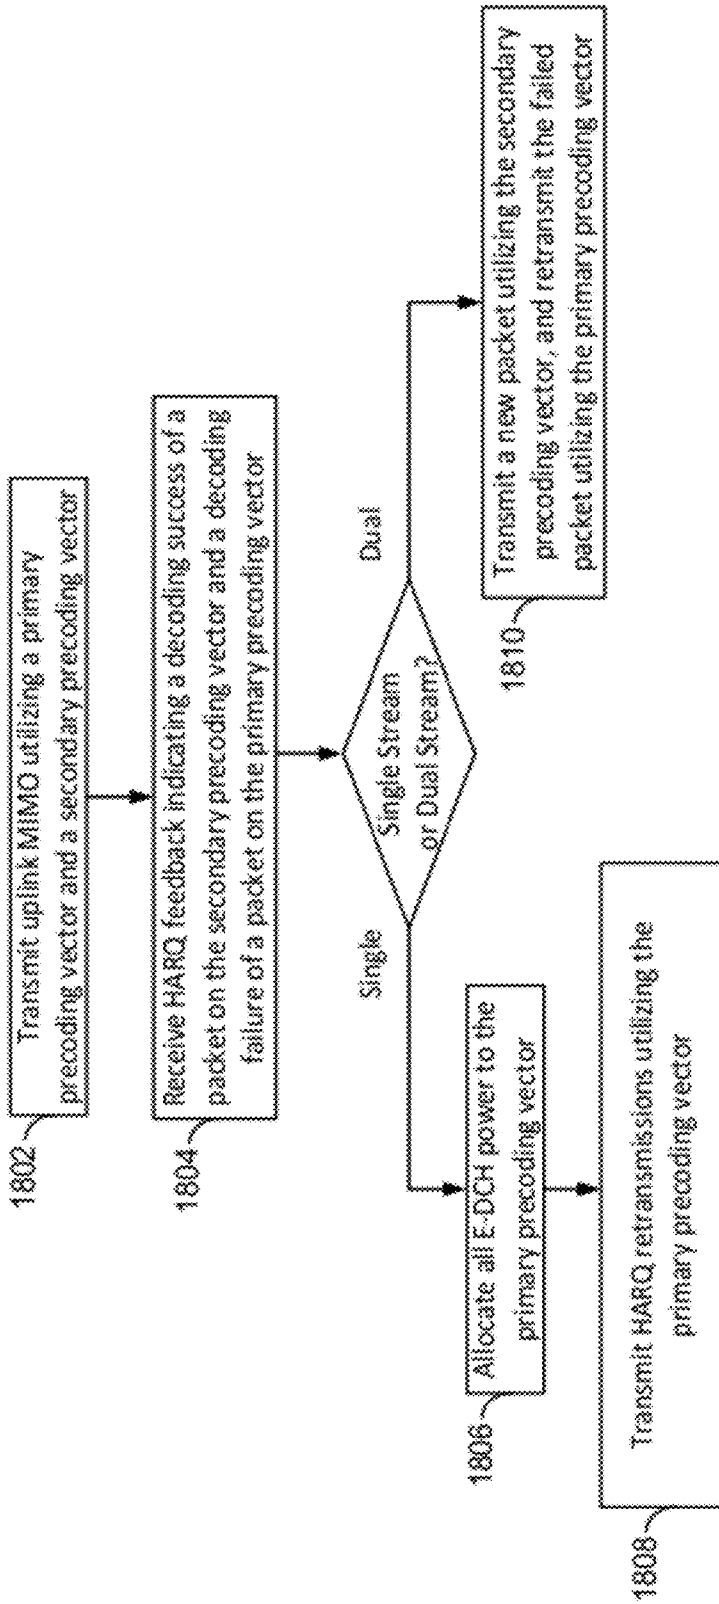 1802
Transmit uplink MIMO utilizing a primary
precoding vector and a secondary precoding vector
1804
Receive HARQ feedback indicating a decoding success of a
packet on the secondary precoding vector and a decoding
failure of a packet on the primary precoding vector
Single Stream
or Dual Stream?
Single
Dual
1806
Allocate all E-DCH power to the
primary precoding vector
1810
Transmit a new packet utilizing the secondary
precoding vector, and retransmit the failed
packet utilizing the primary precoding vector
1808
Transmit HARQ retransmissions utilizing the
primary precoding vector